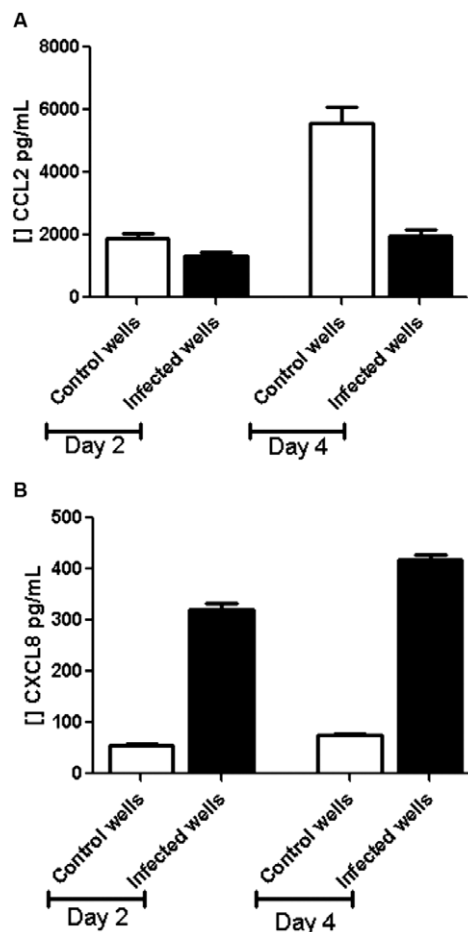 A
[] CCL2 pg/mL
8000
6000
4000
2000
0
Control wells
Infected wells
Control wells
Infected wells
Day 2
Day 4
B
[] CXCL8 pg/mL
500
400
300
200
100
0
Control wells
Infected wells
Control wells
Infected wells
Day 2
Day 4